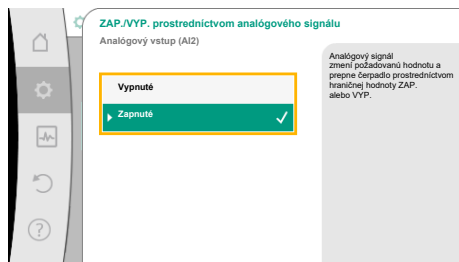 ZAP./VYP. prostredníctvom analógového signálu
Analógový vstup (AI2)
Vypnuté
Zapnuté
Analógový signál
zmení požadovanú hodnotu a
prepne čerpadlo prostredníctvom
hraničnej hodnoty ZAP.
alebo VYP.
?